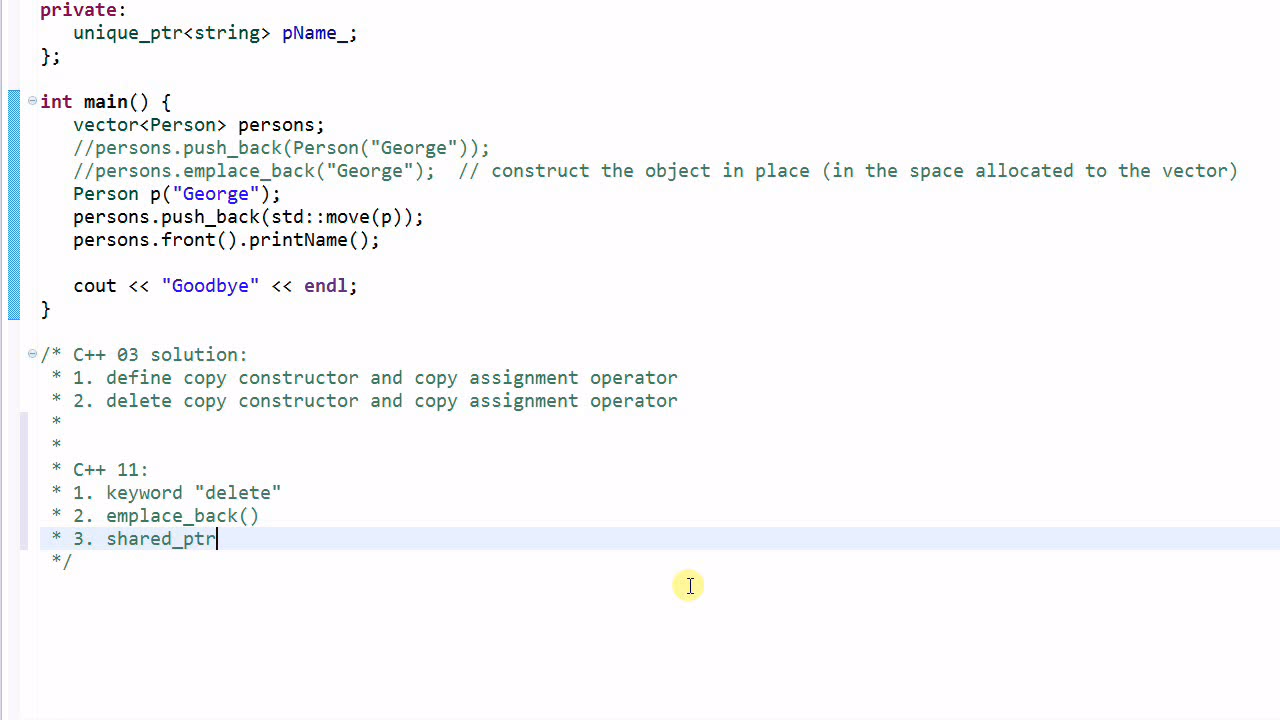 private:
   unique_ptr<string> pName_;
};

int main() {
   vector<Person> persons;
   //persons.push_back(Person("George"));
   //persons.emplace_back("George");  // construct the object in place (in the space allocated to the vector)
   Person p("George");
   persons.push_back(std::move(p));
   persons.front().printName();

   cout << "Goodbye" << endl;
}

/* C++ 03 solution:
 * 1. define copy constructor and copy assignment operator
 * 2. delete copy constructor and copy assignment operator
 *
 *
 * C++ 11:
 * 1. keyword "delete"
 * 2. emplace_back()
 * 3. shared_ptr
 */